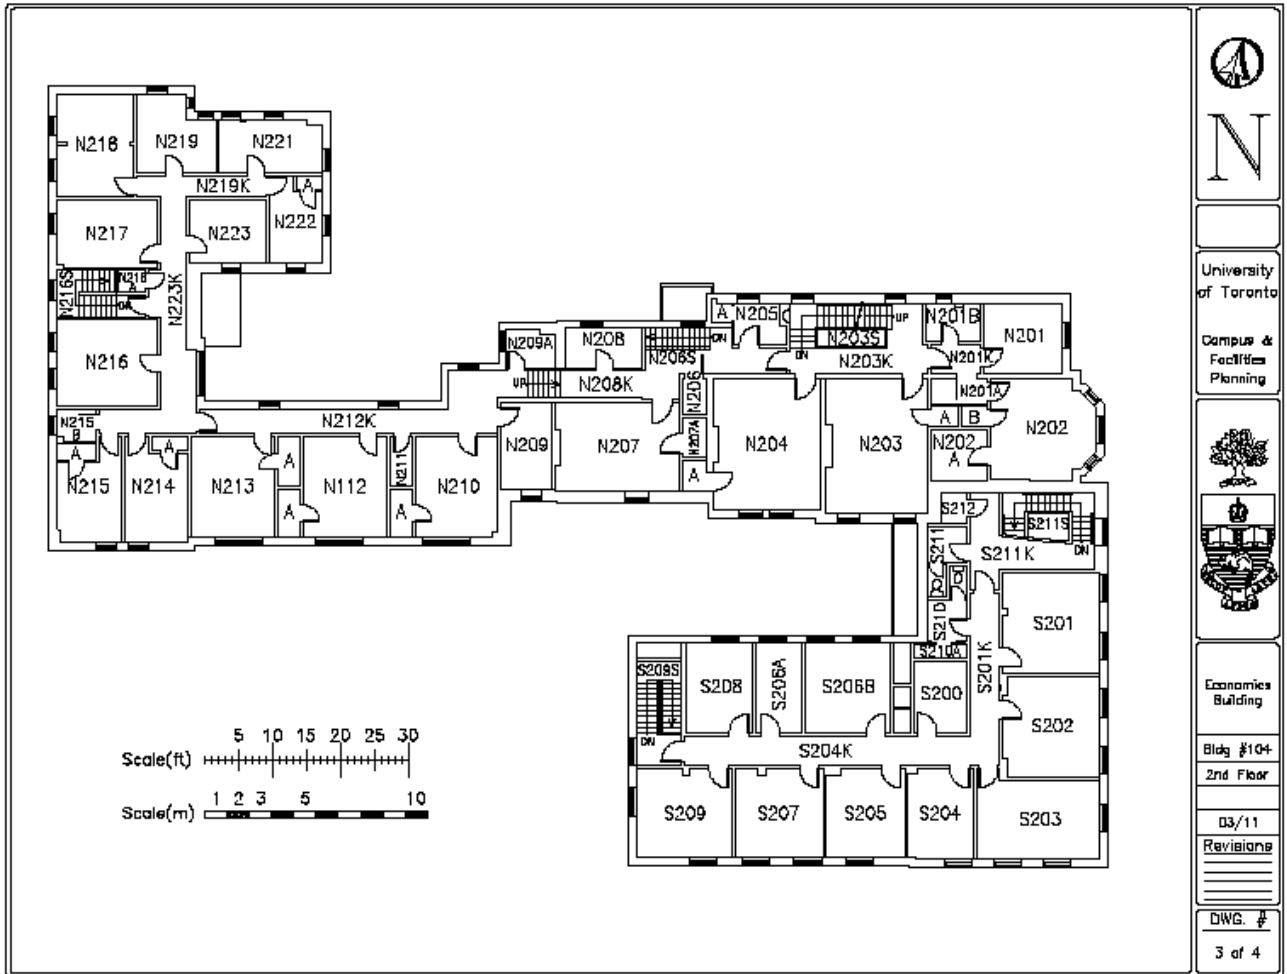 N218
N219
N221
N219K
A
N222
N217
N223
N216S
N218
A
DN
N223K
N216
N215
B
A
A
N215
N214
N213
A
A
N112
N211
A
N210
N212K
UP
N209A
N208
N208K
N206S
DN
N206
N209
N207
N207A
A
A
N205
N203S
UP
DN
N203K
N201B
N201
N201K
N201A
N204
N203
A
B
N202
N202
A
S212
S211S
DN
S211
S211K
D
S210
S210A
S201K
S201
S209S
DN
S208
S206A
S206B
S200
S202
S204K
S209
S207
S205
S204
S203
5 10 15 20 25 30
Scale(ft)
1 2 3 5 10
Scale(m)
N
University
of Toronto
Campus &
Facilities
Planning
Economics
Building
Bldg #104
2nd Floor
03/11
Revisions
DWG. #
3 of 4